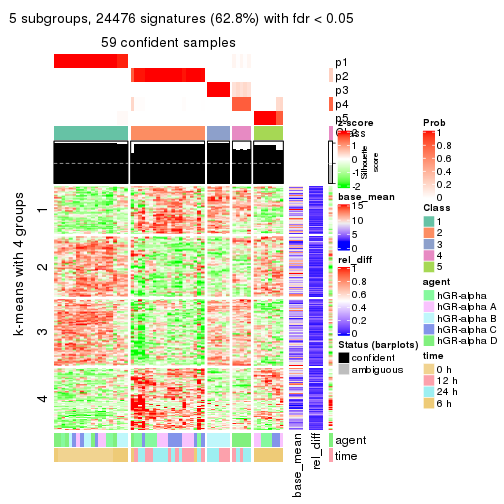 5 subgroups, 24476 signatures (62.8%) with fdr < 0.05
59 confident samples
p1
p2
p3
p4
p5
Class
Silhouette
score
k-means with 4 groups
1
2
3
4
agent
time
base_mean
rel_diff
z-score
2
1
0
-1
-2
base_mean
15
10
5
0
rel_diff
1
0.8
0.6
0.4
0.2
0
Status (barplots)
confident
ambiguous
Prob
1
0.8
0.6
0.4
0.2
0
Class
1
2
3
4
5
agent
hGR-alpha
hGR-alpha A
hGR-alpha B
hGR-alpha C
hGR-alpha D
time
0 h
12 h
24 h
6 h